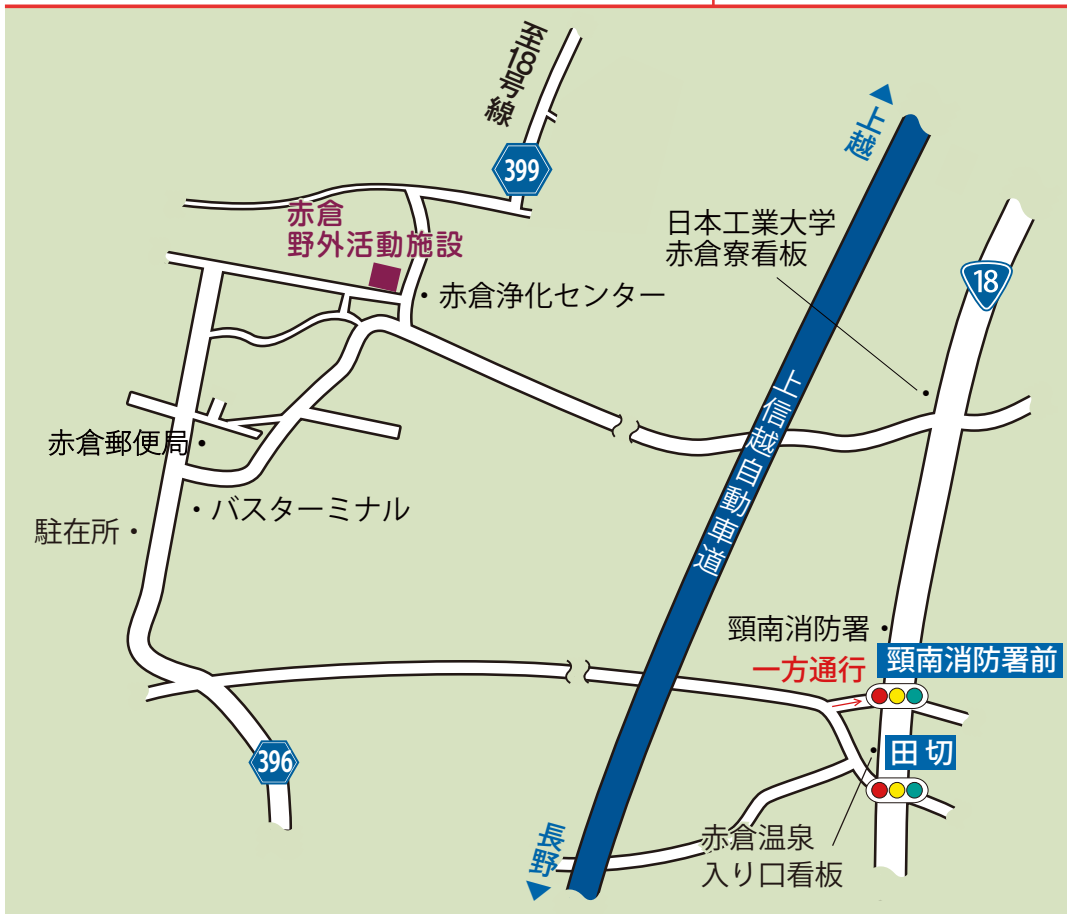 至18号線
399
上越
赤倉
野外活動施設
日本工業大学
赤倉寮看板
18
・赤倉浄化センター
上信越自動車道
赤倉郵便局・
・バスターミナル
駐在所・
頸南消防署・
一方通行
頸南消防署前
396
田切
長野
赤倉温泉
入り口看板